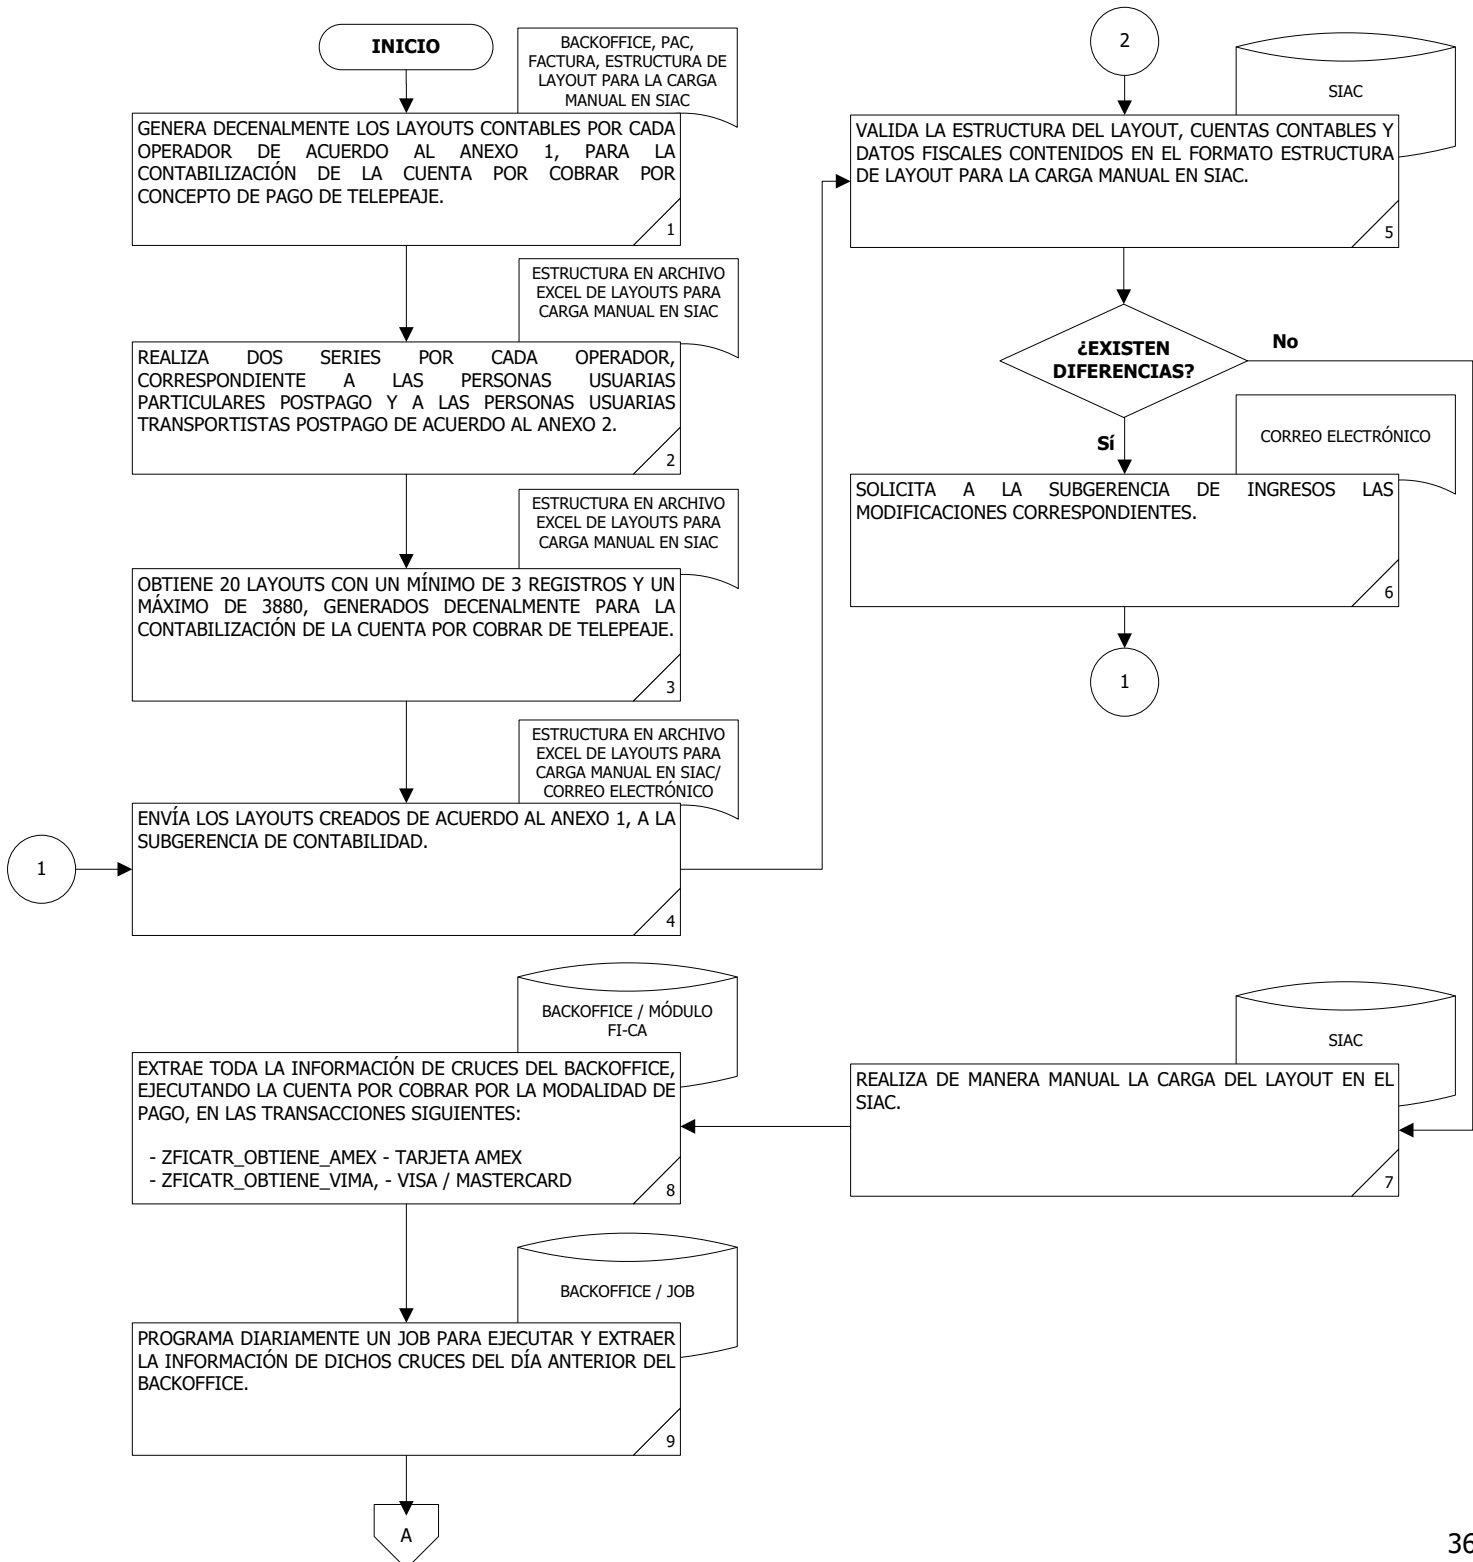 INICIO
BACKOFFICE, PAC,
FACTURA, ESTRUCTURA DE
LAYOUT PARA LA CARGA
MANUAL EN SIAC
GENERA DECENALMENTE LOS LAYOUTS CONTABLES POR CADA
OPERADOR DE ACUERDO AL ANEXO 1, PARA LA
CONTABILIZACIÓN DE LA CUENTA POR COBRAR POR
CONCEPTO DE PAGO DE TELEPEAJE.
1
ESTRUCTURA EN ARCHIVO
EXCEL DE LAYOUTS PARA
CARGA MANUAL EN SIAC
REALIZA DOS SERIES POR CADA OPERADOR,
CORRESPONDIENTE A LAS PERSONAS USUARIAS
PARTICULARES POSTPAGO Y A LAS PERSONAS USUARIAS
TRANSPORTISTAS POSTPAGO DE ACUERDO AL ANEXO 2.
2
ESTRUCTURA EN ARCHIVO
EXCEL DE LAYOUTS PARA
CARGA MANUAL EN SIAC
OBTIENE 20 LAYOUTS CON UN MÍNIMO DE 3 REGISTROS Y UN
MÁXIMO DE 3880, GENERADOS DECENALMENTE PARA LA
CONTABILIZACIÓN DE LA CUENTA POR COBRAR DE TELEPEAJE.
3
ESTRUCTURA EN ARCHIVO
EXCEL DE LAYOUTS PARA
CARGA MANUAL EN SIAC/
CORREO ELECTRÓNICO
1
ENVÍA LOS LAYOUTS CREADOS DE ACUERDO AL ANEXO 1, A LA
SUBGERENCIA DE CONTABILIDAD.
4
2
SIAC
VALIDA LA ESTRUCTURA DEL LAYOUT, CUENTAS CONTABLES Y
DATOS FISCALES CONTENIDOS EN EL FORMATO ESTRUCTURA
DE LAYOUT PARA LA CARGA MANUAL EN SIAC.
5
¿EXISTEN
DIFERENCIAS?
No
Sí
CORREO ELECTRÓNICO
SOLICITA A LA SUBGERENCIA DE INGRESOS LAS
MODIFICACIONES CORRESPONDIENTES.
6
1
SIAC
REALIZA DE MANERA MANUAL LA CARGA DEL LAYOUT EN EL
SIAC.
7
BACKOFFICE / MÓDULO
FI-CA
EXTRAE TODA LA INFORMACIÓN DE CRUCES DEL BACKOFFICE,
EJECUTANDO LA CUENTA POR COBRAR POR LA MODALIDAD DE
PAGO, EN LAS TRANSACCIONES SIGUIENTES:
- ZFICATR_OBTIENE_AMEX - TARJETA AMEX
- ZFICATR_OBTIENE_VIMA, - VISA / MASTERCARD
8
BACKOFFICE / JOB
PROGRAMA DIARIAMENTE UN JOB PARA EJECUTAR Y EXTRAER
LA INFORMACIÓN DE DICHOS CRUCES DEL DÍA ANTERIOR DEL
BACKOFFICE.
9
A
36